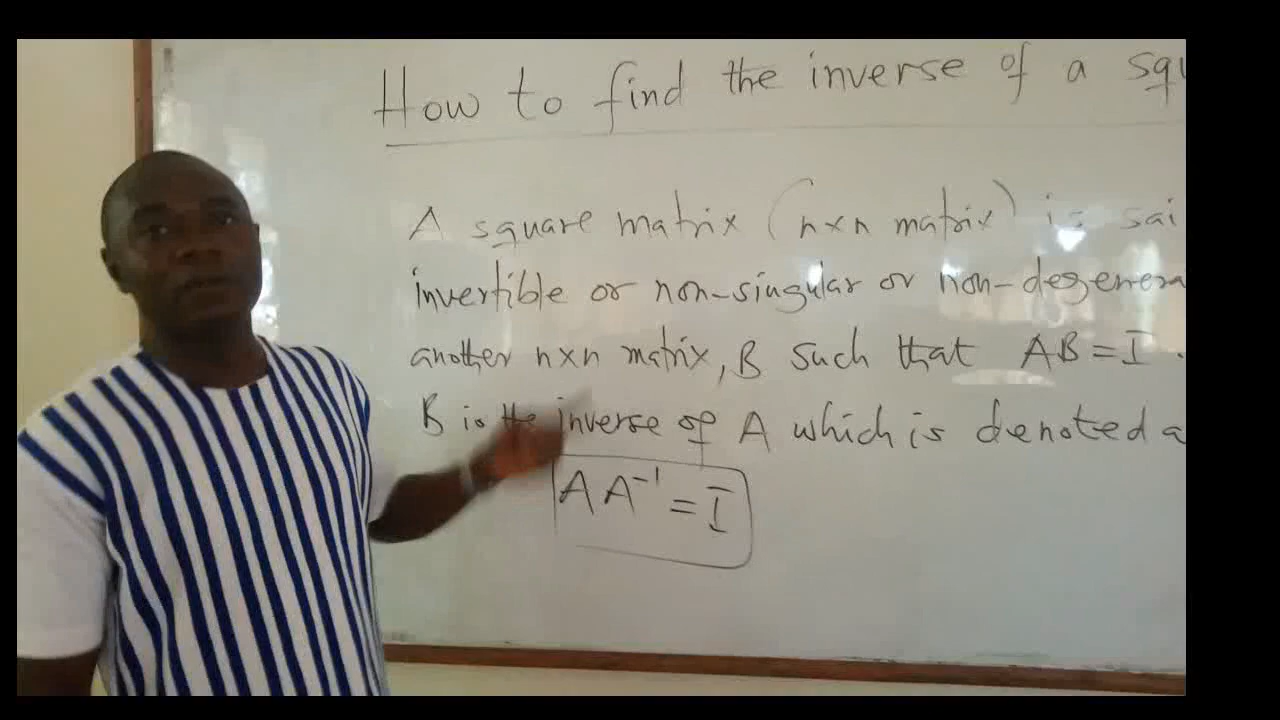 How to find the inverse of a squ
A square matrix (n×n matrix) is sai
invertible or non-singular or non-degenera
another n×n matrix, B such that AB = I.
B is the inverse of A which is denoted a
AA⁻¹ = I